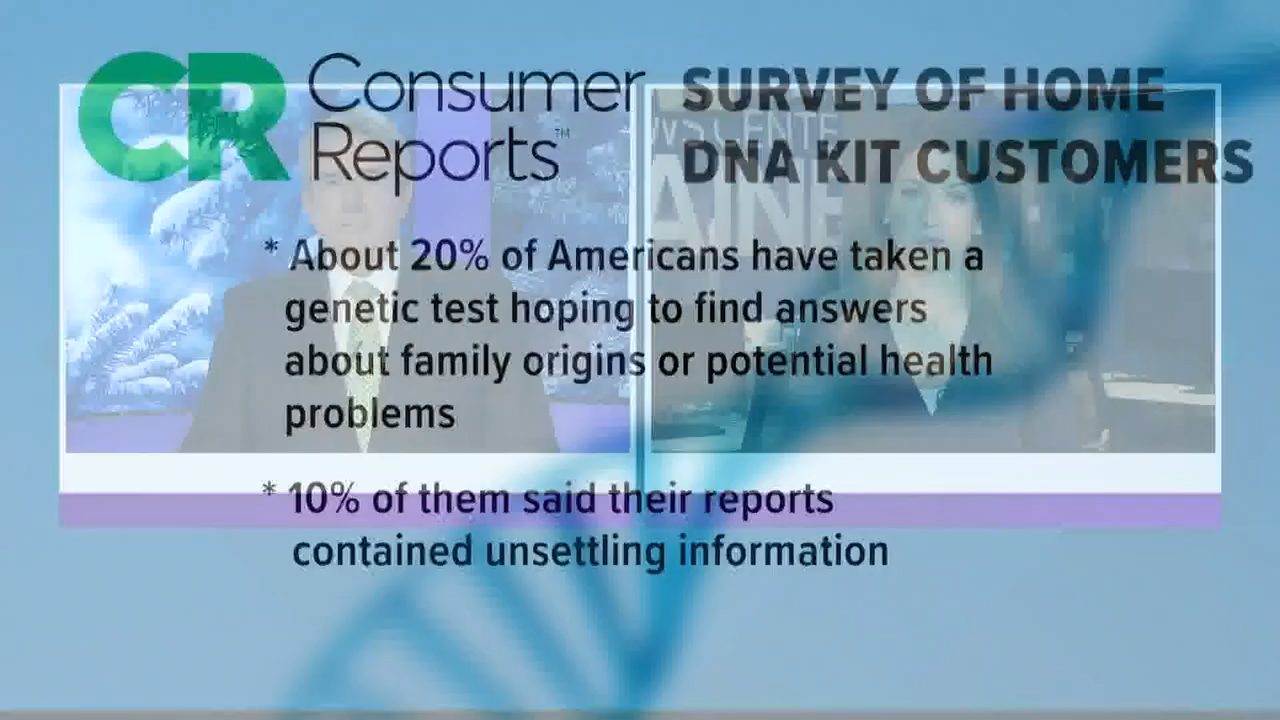 CR Consumer Reports™
SURVEY OF HOME
DNA KIT CUSTOMERS
* About 20% of Americans have taken a
genetic test hoping to find answers
about family origins or potential health
problems
* 10% of them said their reports
contained unsettling information